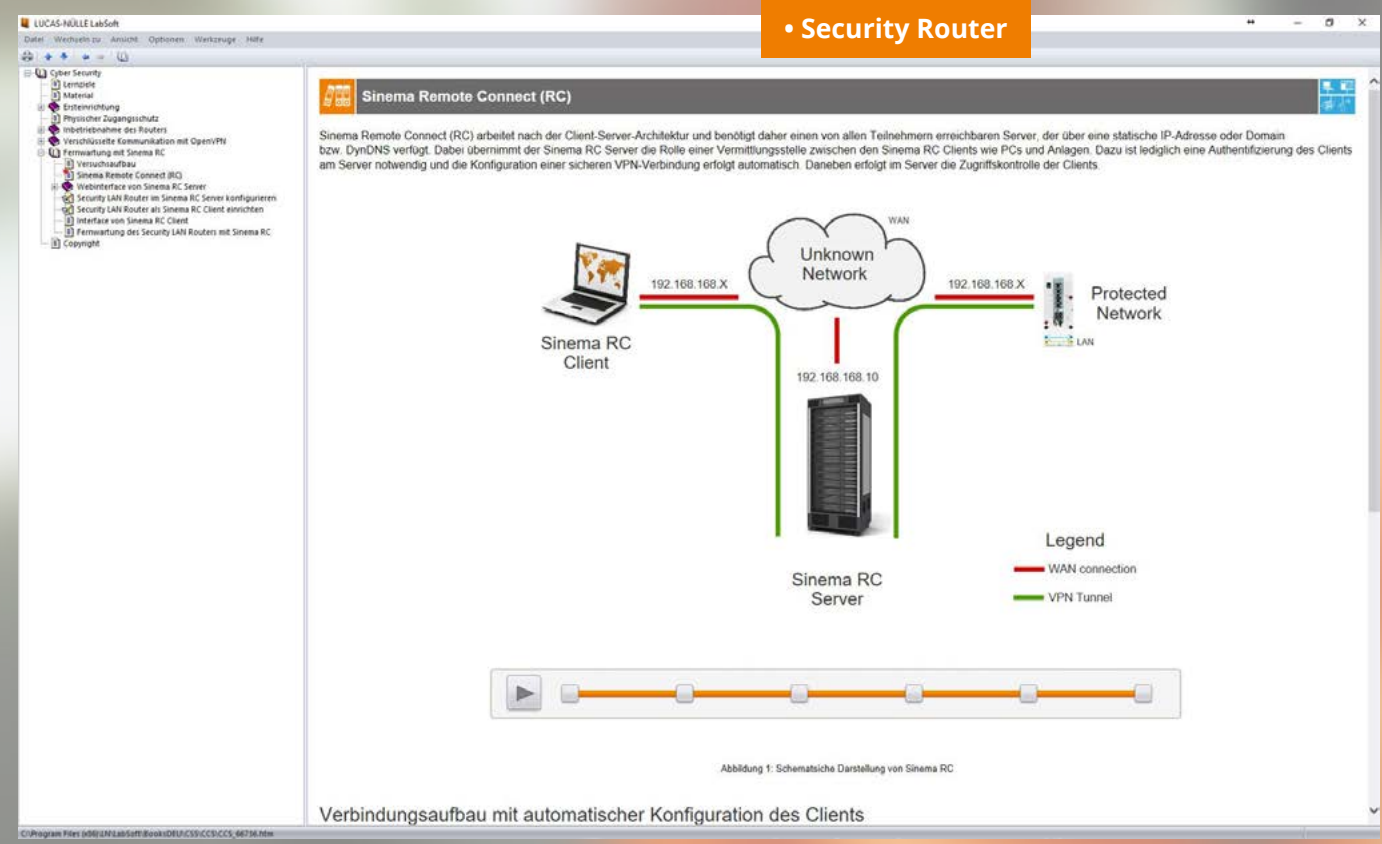 LUCAS-NÜLLE LabSoft
• Security Router
Datei Wechseln zu Ansicht Optionen Werkzeuge Hilfe
Cyber Security
Lernziele
Material
Ersteinrichtung
Physischer Zugangsschutz
Inbetriebnahme des Routers
Verschlüsselte Kommunikation mit OpenVPN
Fernwartung mit Sinema RC
Versuchsaufbau
Sinema Remote Connect (RC)
Webinterface von Sinema RC Server
Security LAN Router im Sinema RC Server konfigurieren
Security LAN Router als Sinema RC Client einrichten
Interface von Sinema RC Client
Fernwartung des Security LAN Routers mit Sinema RC
Copyright
Sinema Remote Connect (RC)
Sinema Remote Connect (RC) arbeitet nach der Client-Server-Architektur und benötigt daher einen von allen Teilnehmern erreichbaren Server, der über eine statische IP-Adresse oder Domain
bzw. DynDNS verfügt. Dabei übernimmt der Sinema RC Server die Rolle einer Vermittlungsstelle zwischen den Sinema RC Clients wie PCs und Anlagen. Dazu ist lediglich eine Authentifizierung des Clients
am Server notwendig und die Konfiguration einer sicheren VPN-Verbindung erfolgt automatisch. Daneben erfolgt im Server die Zugriffskontrolle der Clients.
WAN
Unknown
Network
192.168.168.X
192.168.168.X
Protected
Network
LAN
Sinema RC
Client
192.168.168.10
Sinema RC
Server
Legend
WAN connection
VPN Tunnel
Abbildung 1: Schematsiche Darstellung von Sinema RC
Verbindungsaufbau mit automatischer Konfiguration des Clients
C:\Program Files (x86)\LN\LabSoft\BooksDEU\CSS\CCS\CCS_66716.htm